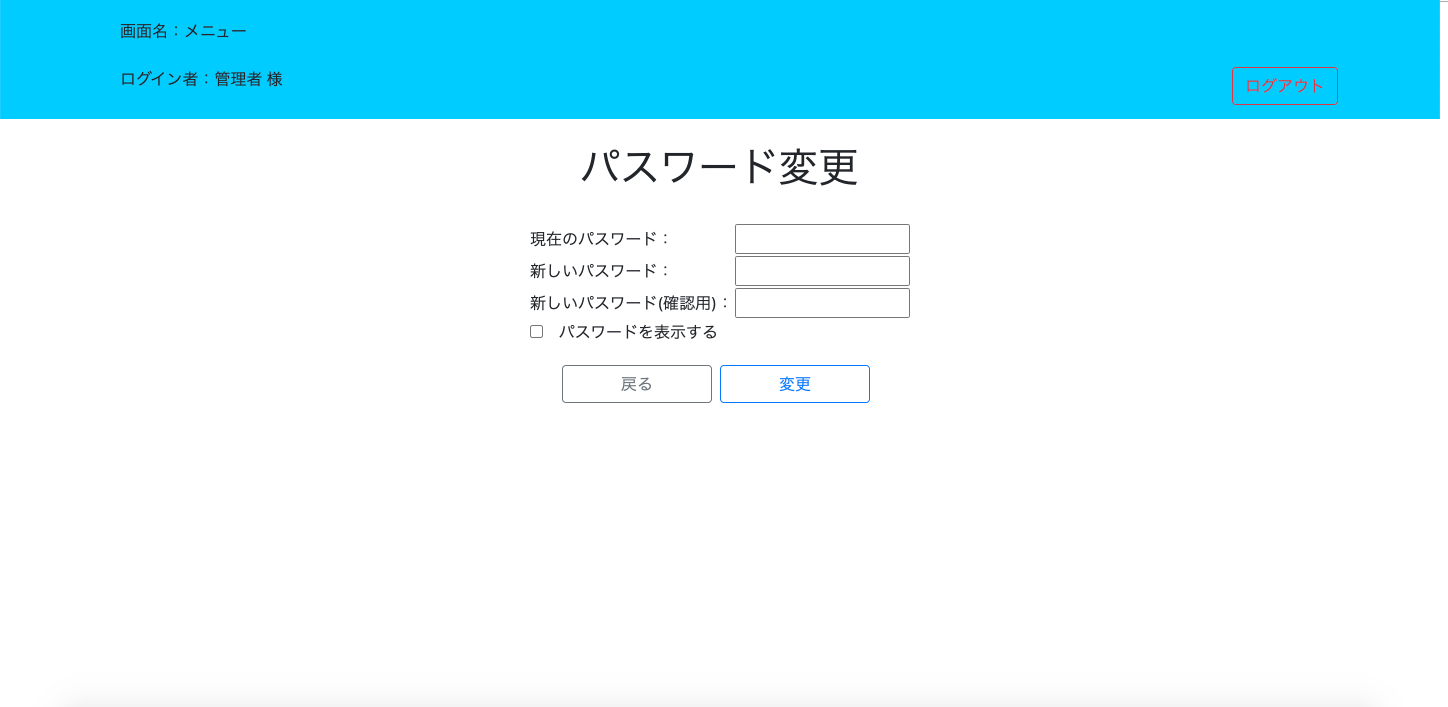 画面名：メニュー
ログイン者：管理者 様
ログアウト
パスワード変更
現在のパスワード：
新しいパスワード：
新しいパスワード(確認用)：
パスワードを表示する
戻る
変更